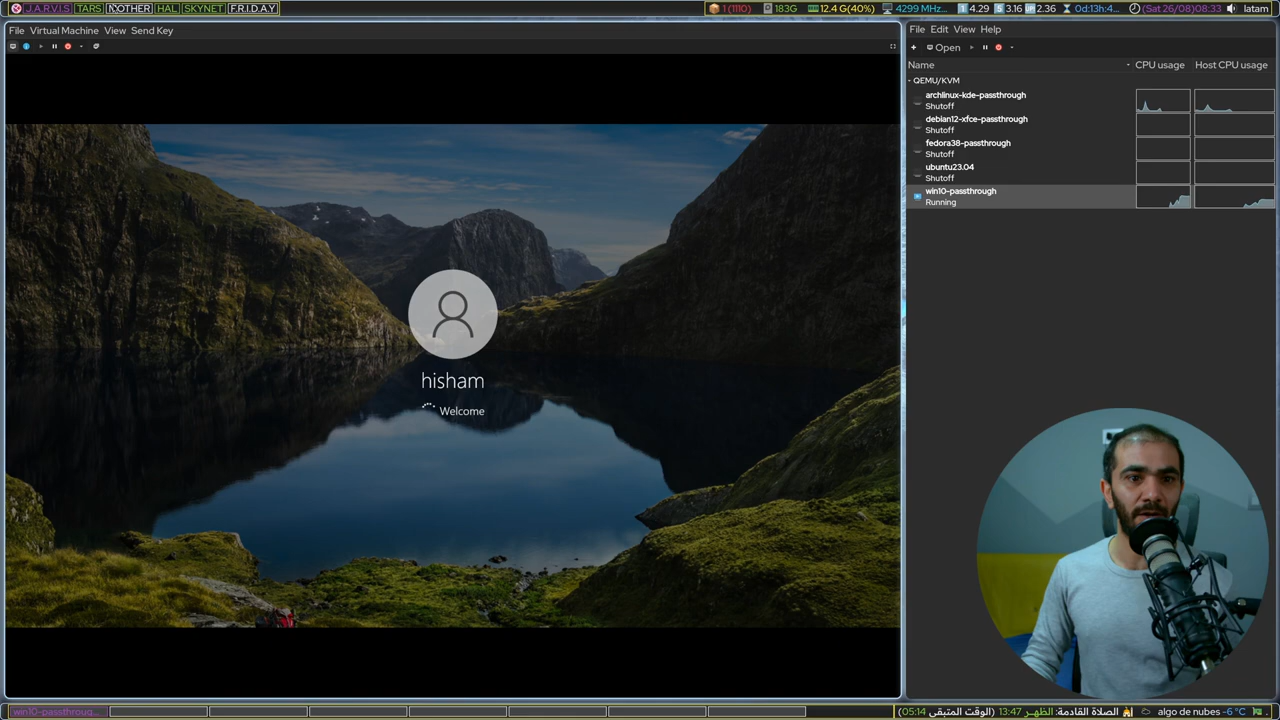 J.A.R.V.I.S TARS MOTHER HAL SKYNET F.R.I.D.A.Y
1 (1110) 183G 12.4 G(40%) 4299 MHz... 1 4.29 5 3.16 2.36 0d:13h:4... (Sat 26/08)08:33 latam
File Virtual Machine View Send Key
hisham
Welcome
File Edit View Help
Open
Name CPU usage Host CPU usage
QEMU/KVM
archlinux-kde-passthrough
Shutoff
debian12-xfce-passthrough
Shutoff
fedora38-passthrough
Shutoff
ubuntu23.04
Shutoff
win10-passthrough
Running
win10-passthroug...
الصلاة القادمة: الظهر 13:47 (الوقت المتبقي 05:14) algo de nubes -6 °C